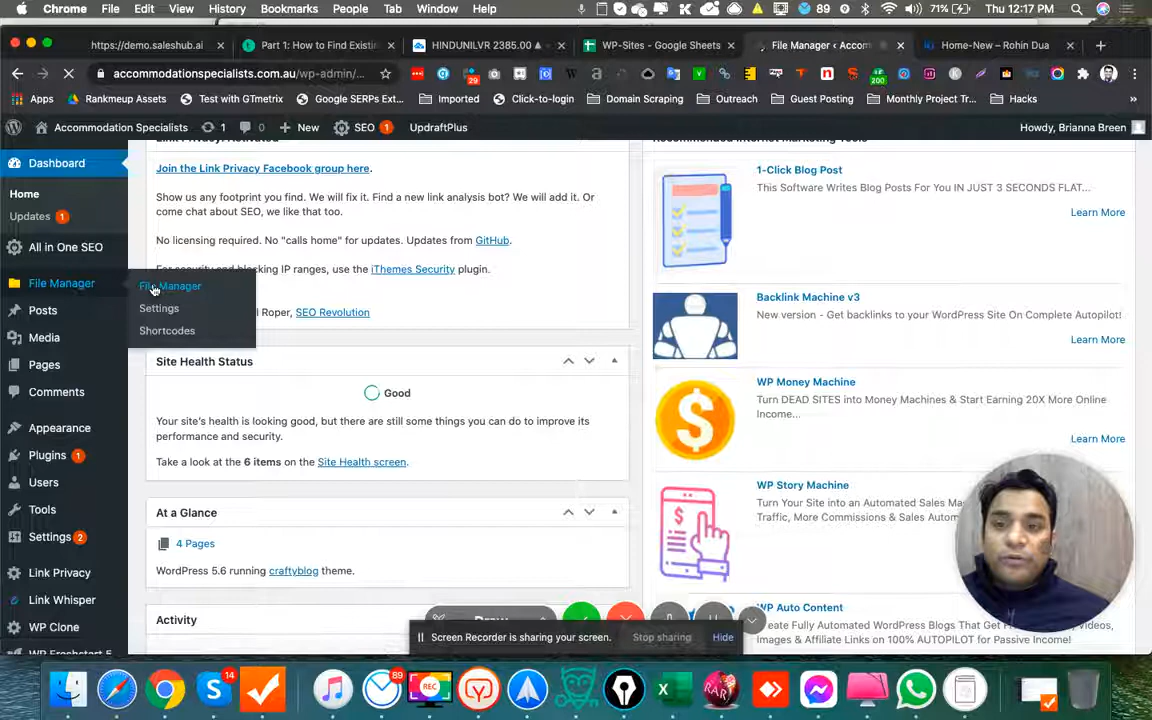 Chrome File Edit View History Bookmarks People Tab Window Help
89 71% Thu 12:17 PM
https://demo.saleshub.ai
Part 1: How to Find Existin
HINDUNILVR 2385.00 ▲
WP-Sites - Google Sheets
File Manager ‹ Accom
Home-New – Rohin Dua
accommodationspecialists.com.au/wp-admin/...
29
200
Apps Rankmeup Assets Test with GTmetrix Google SERPs Ext... Imported Click-to-login Domain Scraping Outreach Guest Posting Monthly Project Tr... Hacks »
Accommodation Specialists 1 0 New SEO 1 UpdraftPlus Howdy, Brianna Breen
Dashboard
Home
Updates 1
All in One SEO
File Manager
Posts
Media
Pages
Comments
Appearance
Plugins 1
Users
Tools
Settings 2
Link Privacy
Link Whisper
WP Clone
WP Freshstart 5
File Manager
Settings
Shortcodes
Join the Link Privacy Facebook group here.
Show us any footprint you find. We will fix it. Find a new link analysis bot? We will add it. Or
come chat about SEO, we like that too.
No licensing required. No "calls home" for updates. Updates from GitHub.
For security and blocking IP ranges, use the iThemes Security plugin.
l Roper, SEO Revolution
Site Health Status
Good
Your site's health is looking good, but there are still some things you can do to improve its
performance and security.
Take a look at the 6 items on the Site Health screen.
At a Glance
4 Pages
WordPress 5.6 running craftyblog theme.
Activity
Recommended Internet Marketing Tools
1-Click Blog Post
This Software Writes Blog Posts For You IN JUST 3 SECONDS FLAT...
Learn More
Backlink Machine v3
New version - Get backlinks to your WordPress Site On Complete Autopilot!
Learn More
WP Money Machine
Turn DEAD SITES into Money Machines & Start Earning 20X More Online
Income...
Learn More
WP Story Machine
Turn Your Site into an Automated Sales Ma
Traffic, More Commissions & Sales Autom
WP Auto Content
Create Fully Automated WordPress Blogs That Get F
Images & Affiliate Links on 100% AUTOPILOT for Passive Income!
Draw
Screen Recorder is sharing your screen. Stop sharing Hide
14
89
REC
X
RAR